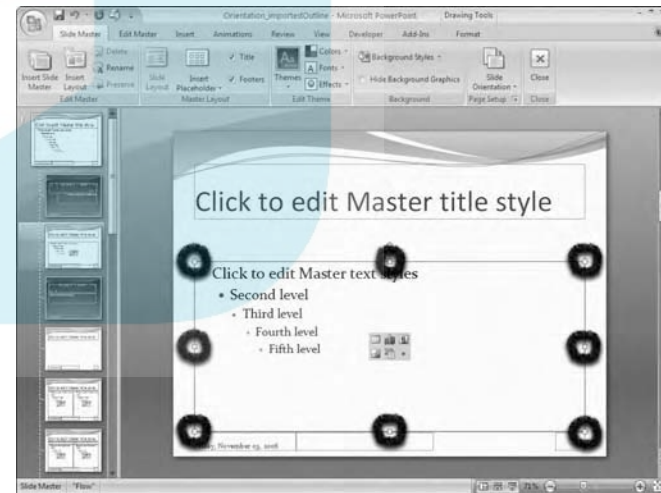 Orientation_importedOutline - Microsoft PowerPoint Drawing Tools
Slide Master Edit Master Insert Animations Review View Developer Add-Ins Format
Insert Slide Master Insert Layout Delete Rename Preserve
Slide Layout Insert Placeholder Title Footers
Themes Colors Fonts Effects
Background Styles Hide Background Graphics
Slide Orientation Close
Edit Master Master Layout Edit Theme Background Page Setup Close
Click to edit Master title style
Click to edit Master text styles
• Second level
• Third level
• Fourth level
• Fifth level
November 03, 2008
Slide Master "Flow" 71%